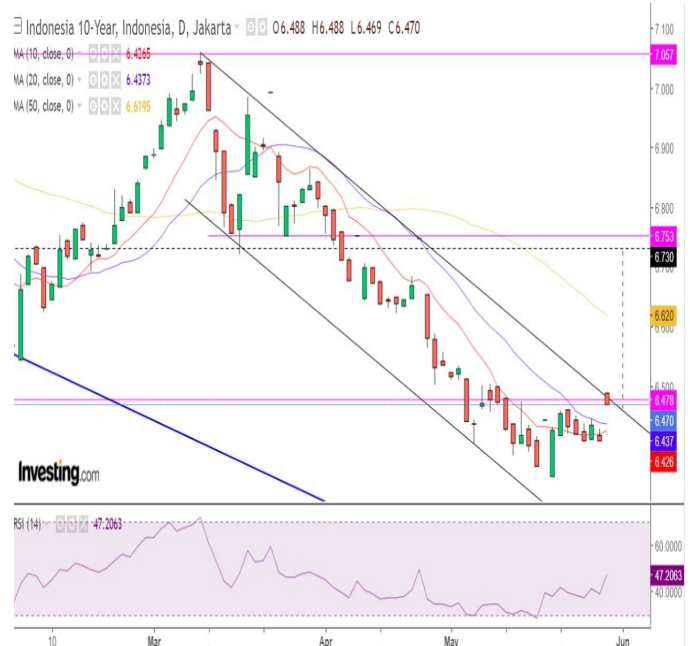 Indonesia 10-Year, Indonesia, D, Jakarta O6.488 H6.488 L6.469 C6.470
MA (10, close, 0) 6.4265
MA (20, close, 0) 6.4373
MA (50, close, 0) 6.6195
7.100
7.057
7.000
6.900
6.800
6.753
6.730
6.700
6.620
6.600
6.500
6.478
6.470
6.437
6.426
Investing.com
RSI (14) 47.2063
60.0000
47.2063
40.0000
10 Mar Apr May Jun